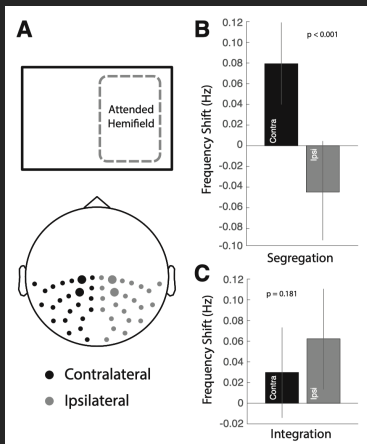 A
Attended
Hemifield
Contralateral
Ipsilateral
B
Frequency Shift (Hz)
0.12
0.10
0.08
0.06
0.04
0.02
0
-0.02
-0.04
-0.06
-0.08
-0.10
p < 0.001
Contra
Ipsi
Segregation
C
Frequency Shift (Hz)
0.12
0.10
0.08
0.06
0.04
0.02
0
-0.02
p = 0.181
Contra
Ipsi
Integration